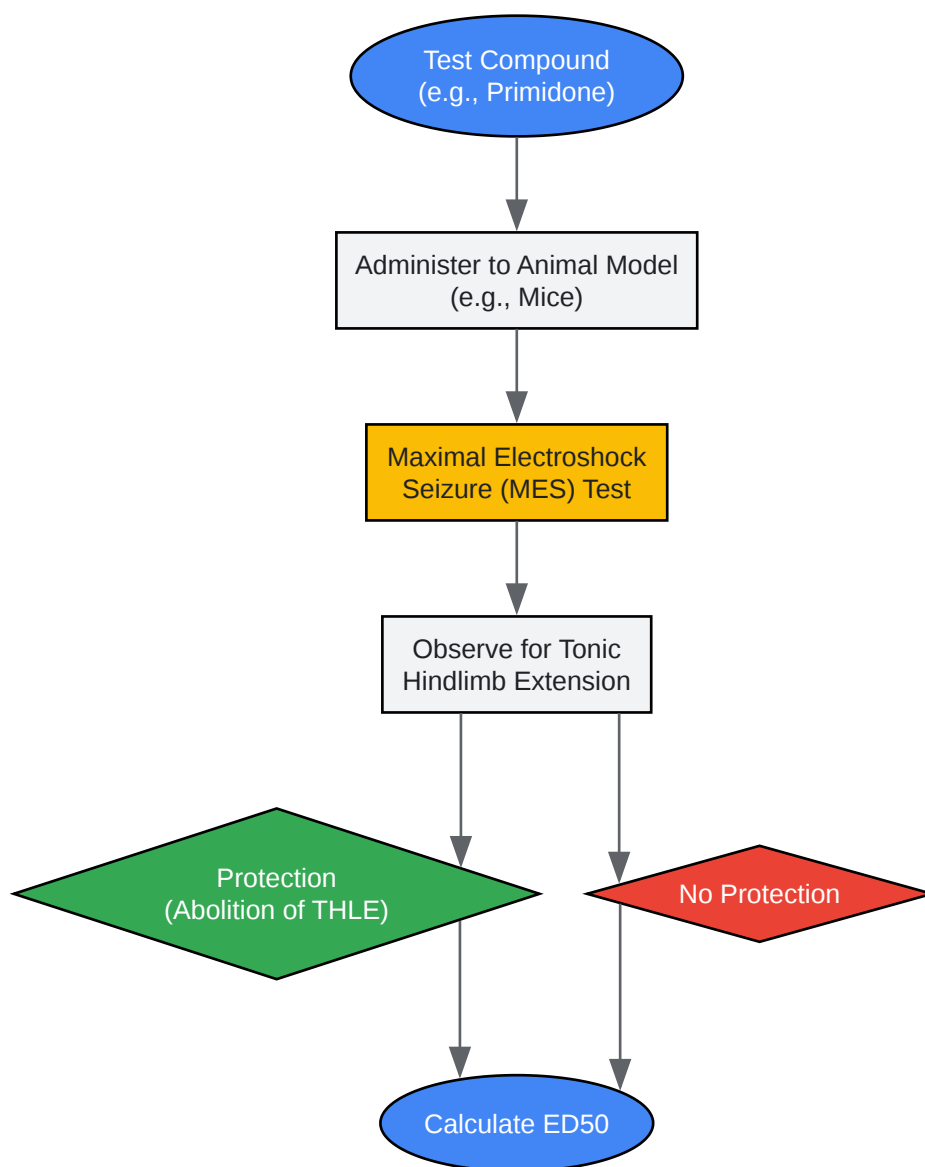 Test Compound
(e.g., Primidone)
Administer to Animal Model
(e.g., Mice)
Maximal Electroshock
Seizure (MES) Test
Observe for Tonic
Hindlimb Extension
Protection
(Abolition of THLE)
No Protection
Calculate ED50